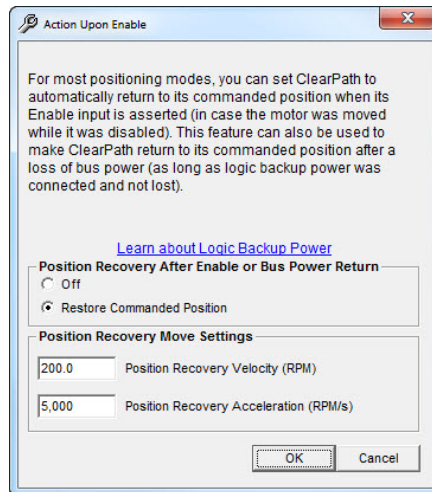 Action Upon Enable
For most positioning modes, you can set ClearPath to
automatically return to its commanded position when its
Enable input is asserted (in case the motor was moved
while it was disabled). This feature can also be used to
make ClearPath return to its commanded position after a
loss of bus power (as long as logic backup power was
connected and not lost).
Learn about Logic Backup Power
Position Recovery After Enable or Bus Power Return
Off
Restore Commanded Position
Position Recovery Move Settings
200.0 Position Recovery Velocity (RPM)
5,000 Position Recovery Acceleration (RPM/s)
OK Cancel